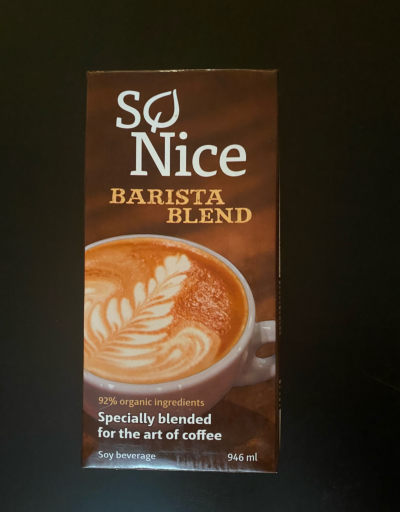 So
Nice
BARISTA
BLEND
92% organic ingredients
Specially blended
for the art of coffee
Soy beverage 946 ml